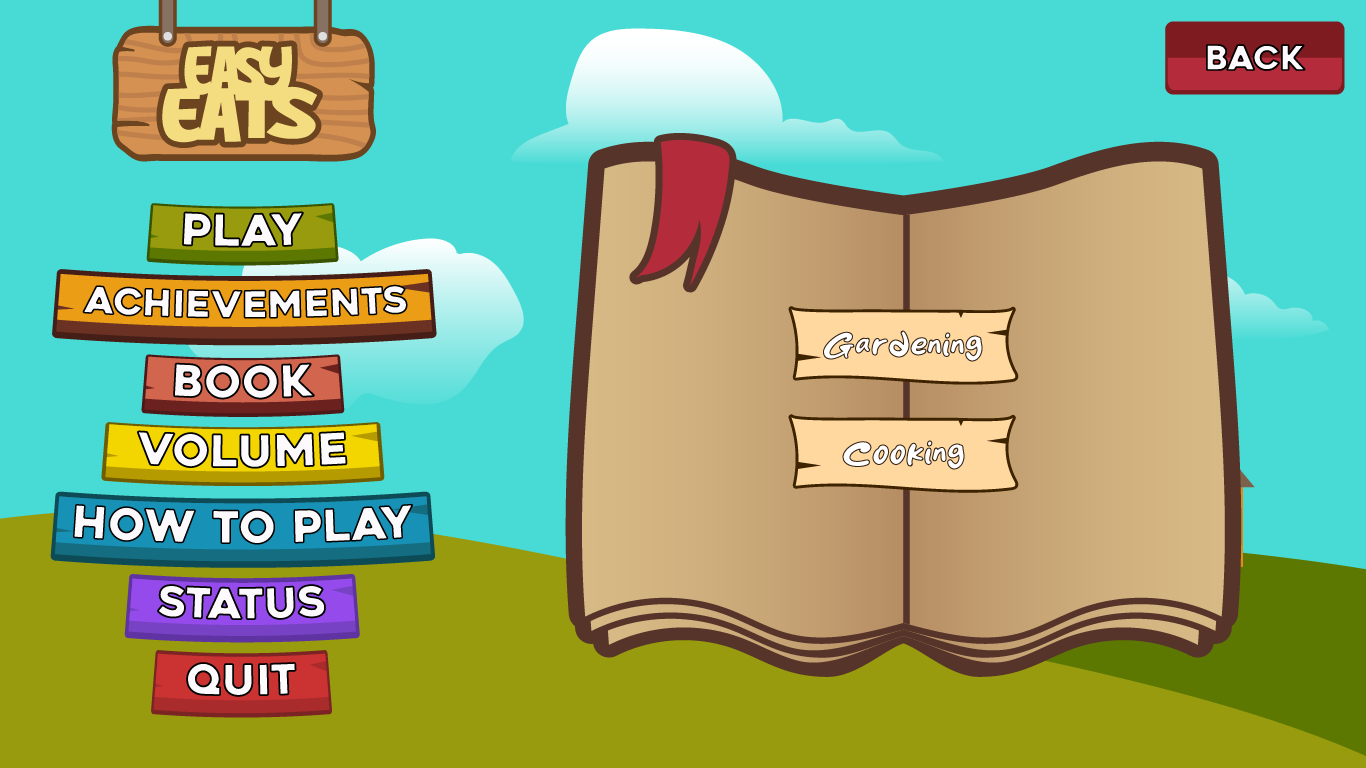 EASY
EATS
BACK
PLAY
ACHIEVEMENTS
BOOK
VOLUME
HOW TO PLAY
STATUS
QUIT
Gardening
Cooking